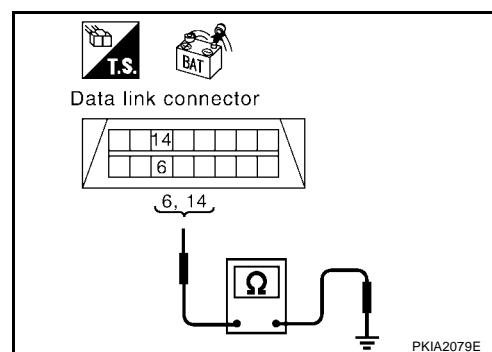 T.S.
BAT
Data link connector
14
6
6, 14
Ω
PKIA2079E